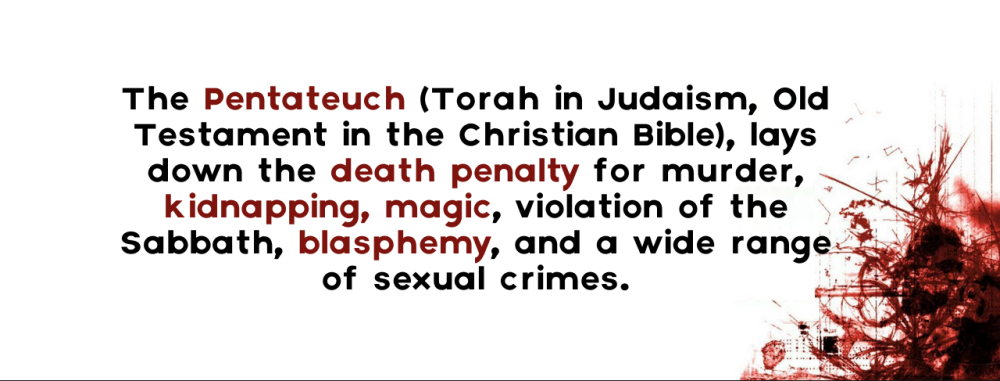 The Pentateuch (Torah in Judaism, Old
Testament in the Christian Bible), lays
down the death penalty for murder,
kidnapping, magic, violation of the
Sabbath, blasphemy, and a wide range
of sexual crimes.